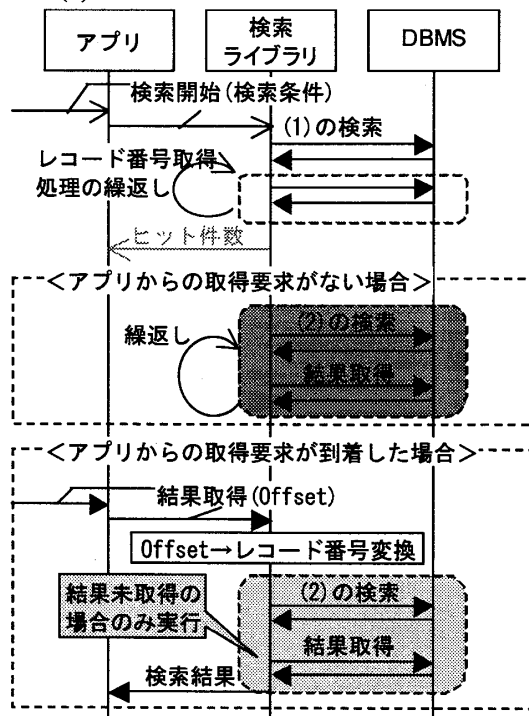 アプリ
検索
ライブラリ
DBMS
検索開始(検索条件)
(1)の検索
レコード番号取得
処理の繰返し
ヒット件数
<アプリからの取得要求がない場合>
繰返し
(2)の検索
結果取得
<アプリからの取得要求が到着した場合>
結果取得(Offset)
Offset→レコード番号変換
結果未取得の
場合のみ実行
(2)の検索
結果取得
検索結果